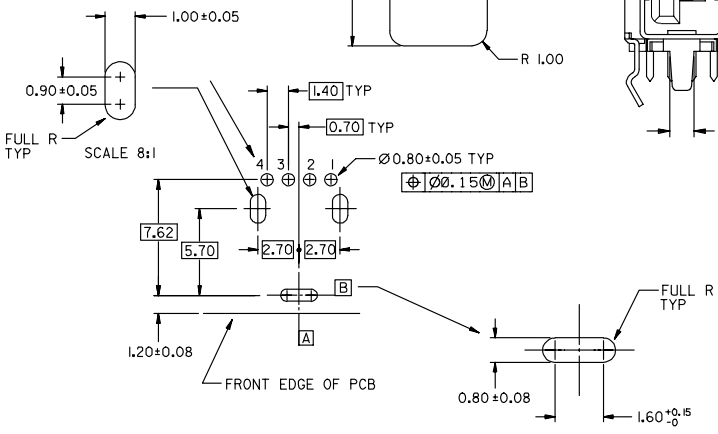 1.00±0.05
R 1.00
0.90±0.05
1.40 TYP
0.70 TYP
FULL R
TYP
SCALE 8:1
4 3 2 1
Ø0.80±0.05 TYP
⌖ Ø0.15Ⓜ A B
7.62
5.70
2.70 2.70
B
FULL R
TYP
A
1.20±0.08
FRONT EDGE OF PCB
0.80±0.08
1.60 +0.15
-0